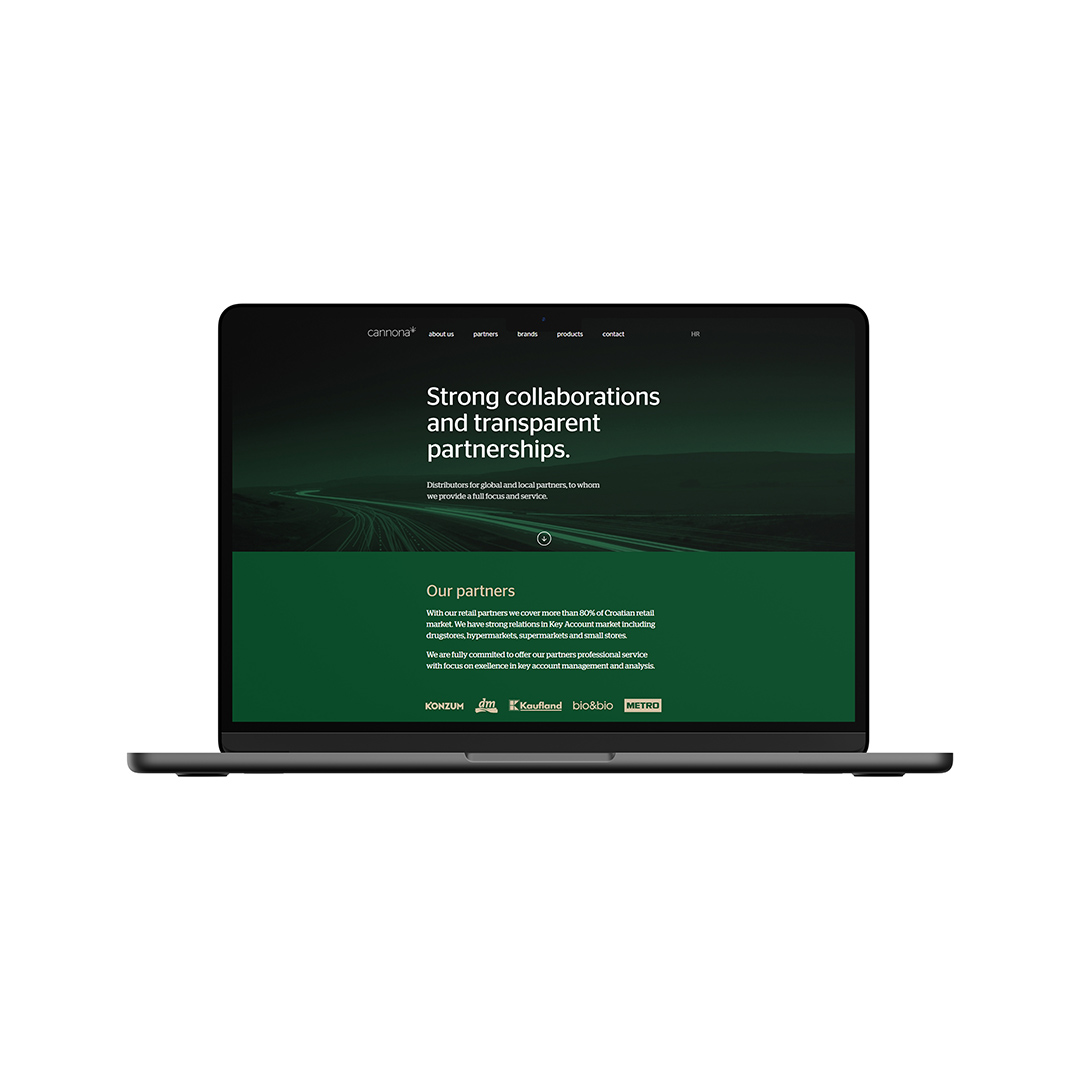 cannona about us partners brands products contact HR
Strong collaborations
and transparent
partnerships.
Distributors for global and local partners, to whom
we provide a full focus and service.
Our partners
With our retail partners we cover more than 80% of Croatian retail
market. We have strong relations in Key Account market including
drugstores, hypermarkets, supermarkets and small stores.
We are fully commited to offer our partners professional service
with focus on exellence in key account management and analysis.
KONZUM dm Kaufland bio&bio METRO